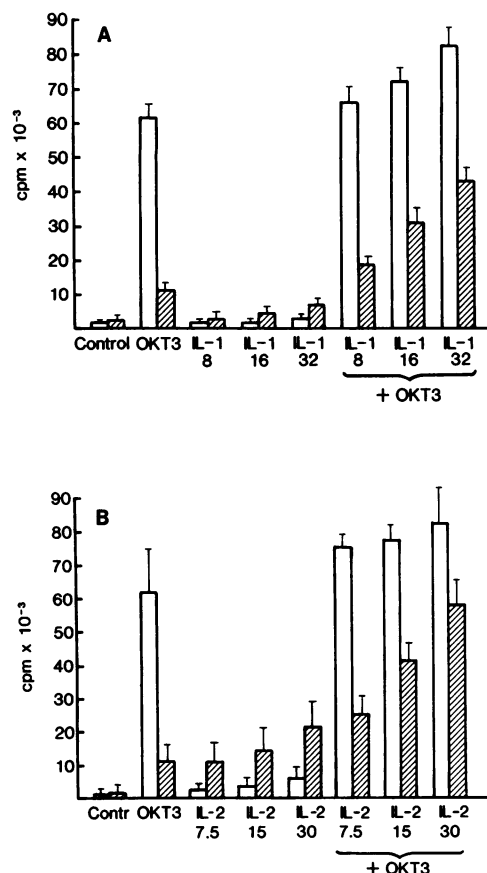 A
cpm x 10⁻³
90
80
70
60
50
40
30
20
10
Control OKT3 IL-1 IL-1 IL-1 IL-1 IL-1 IL-1
8 16 32 8 16 32
+ OKT3
B
cpm x 10⁻³
90
80
70
60
50
40
30
20
10
Contr OKT3 IL-2 IL-2 IL-2 IL-2 IL-2 IL-2
7.5 15 30 7.5 15 30
+ OKT3